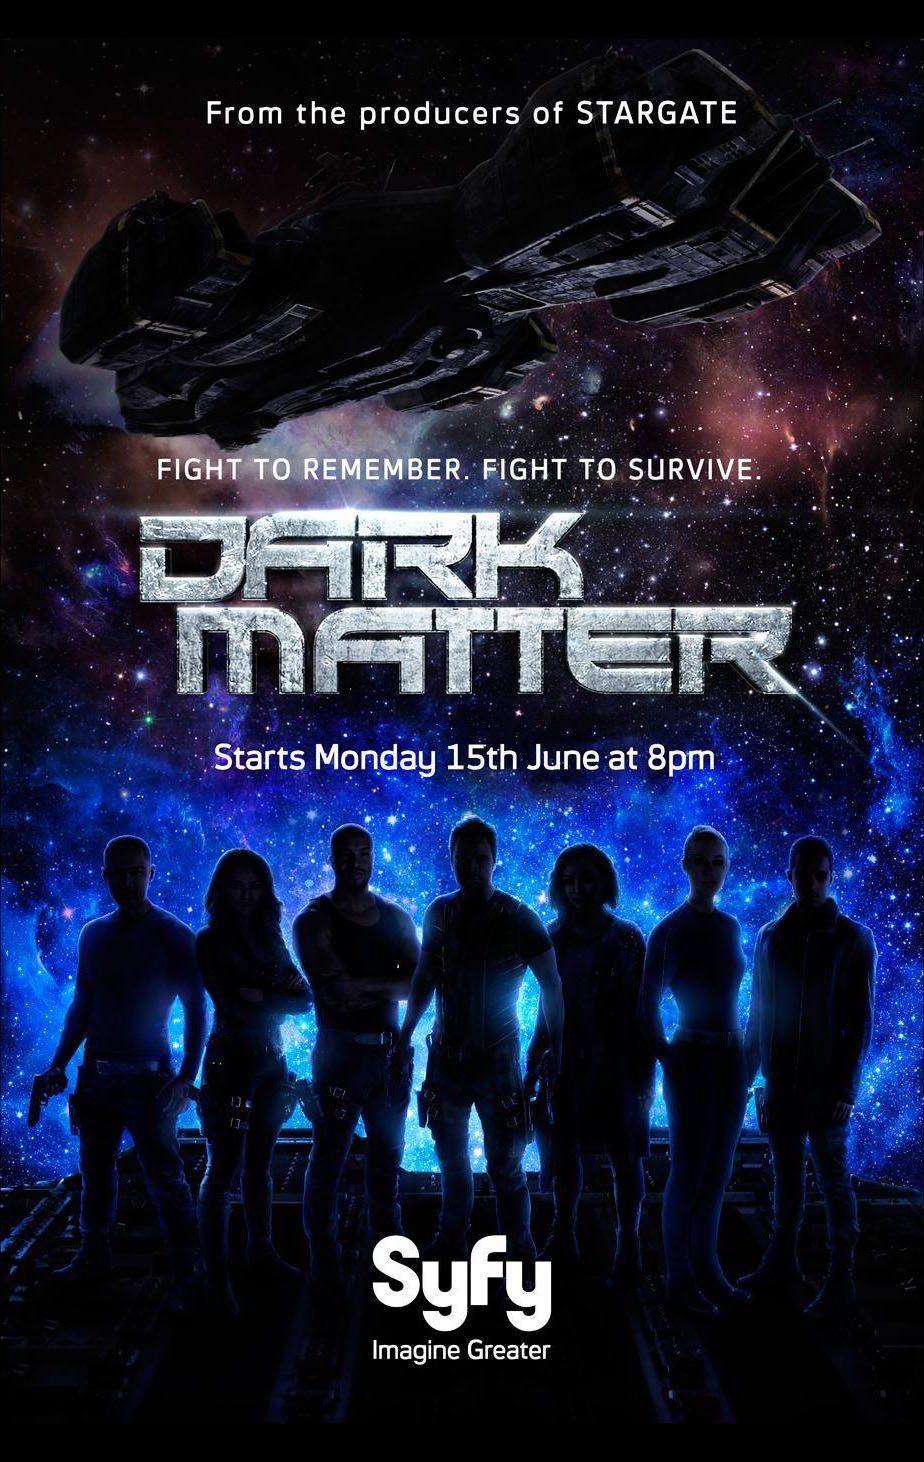 From the producers of STARGATE
FIGHT TO REMEMBER. FIGHT TO SURVIVE.
DARK
MATTER
Starts Monday 15th June at 8pm
Syfy
Imagine Greater